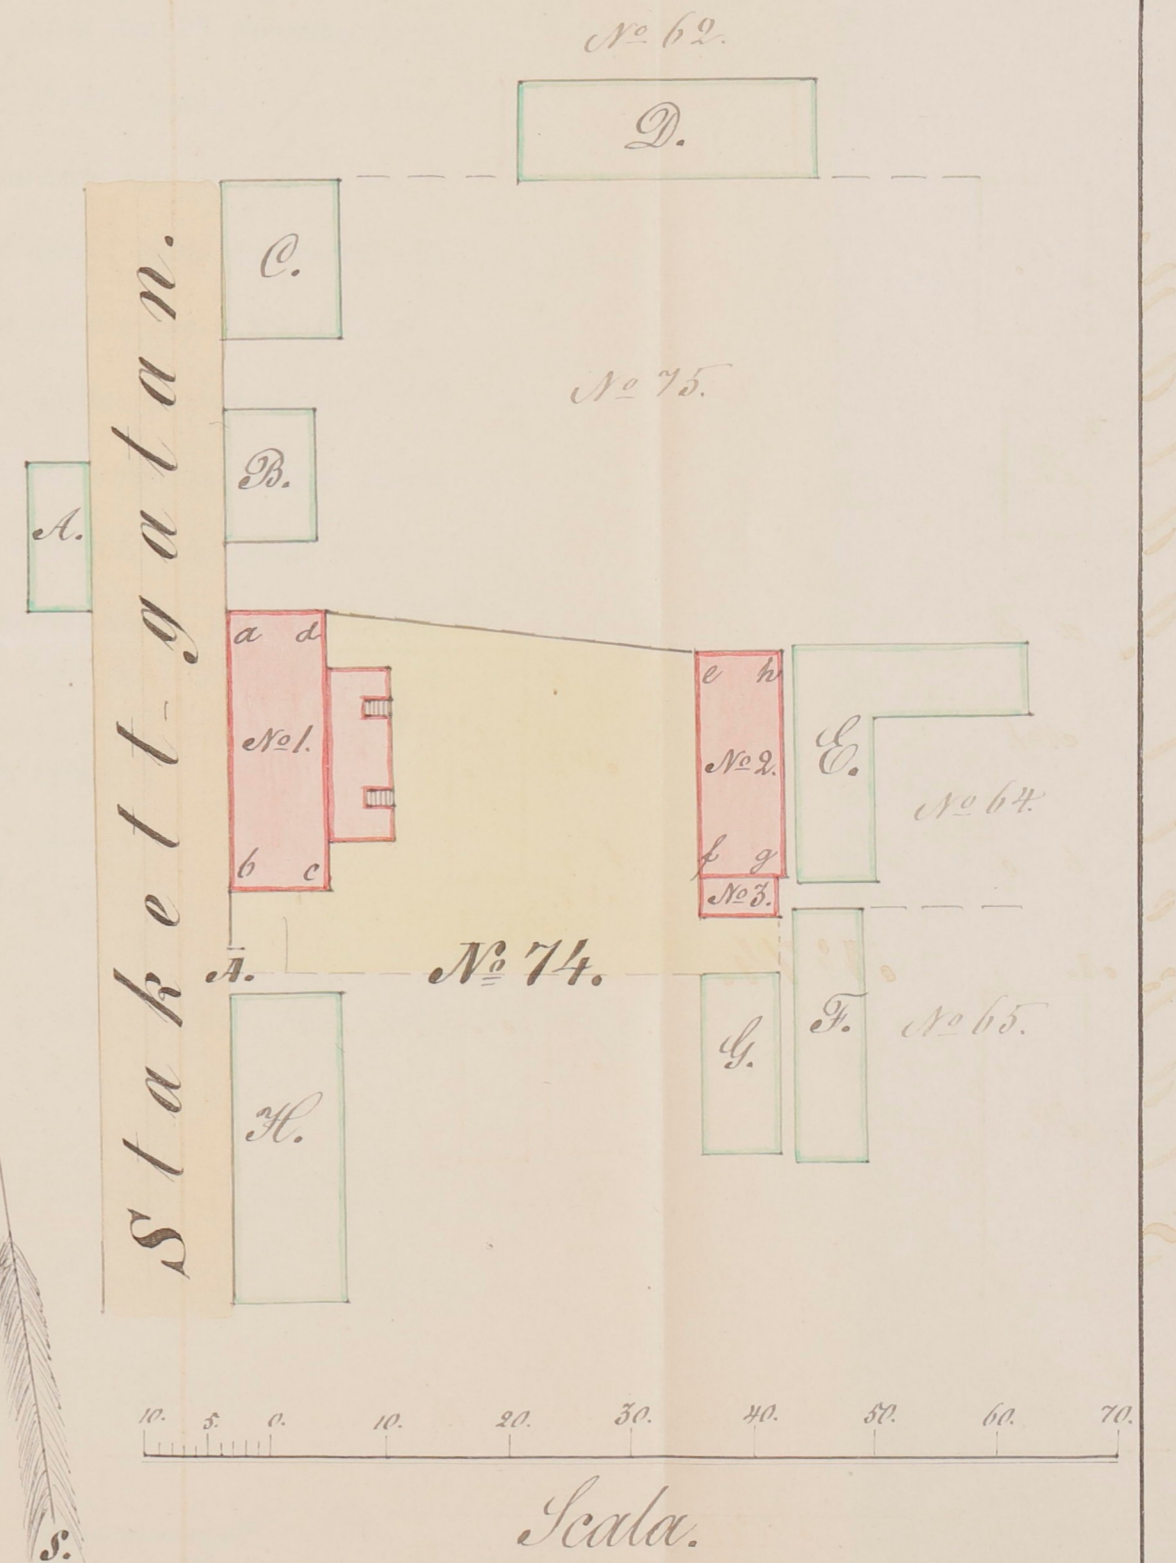 No 62.
D.
C.
No 75.
B.
A.
Stakett-gatan.
a d
e h
No 1.
No 2.
E.
No 64.
b c
f g
No 3.
A.
No 74.
F.
No 65.
G.
H.
10. 5. 0. 10. 20. 30. 40. 50. 60. 70.
Scala.
S.